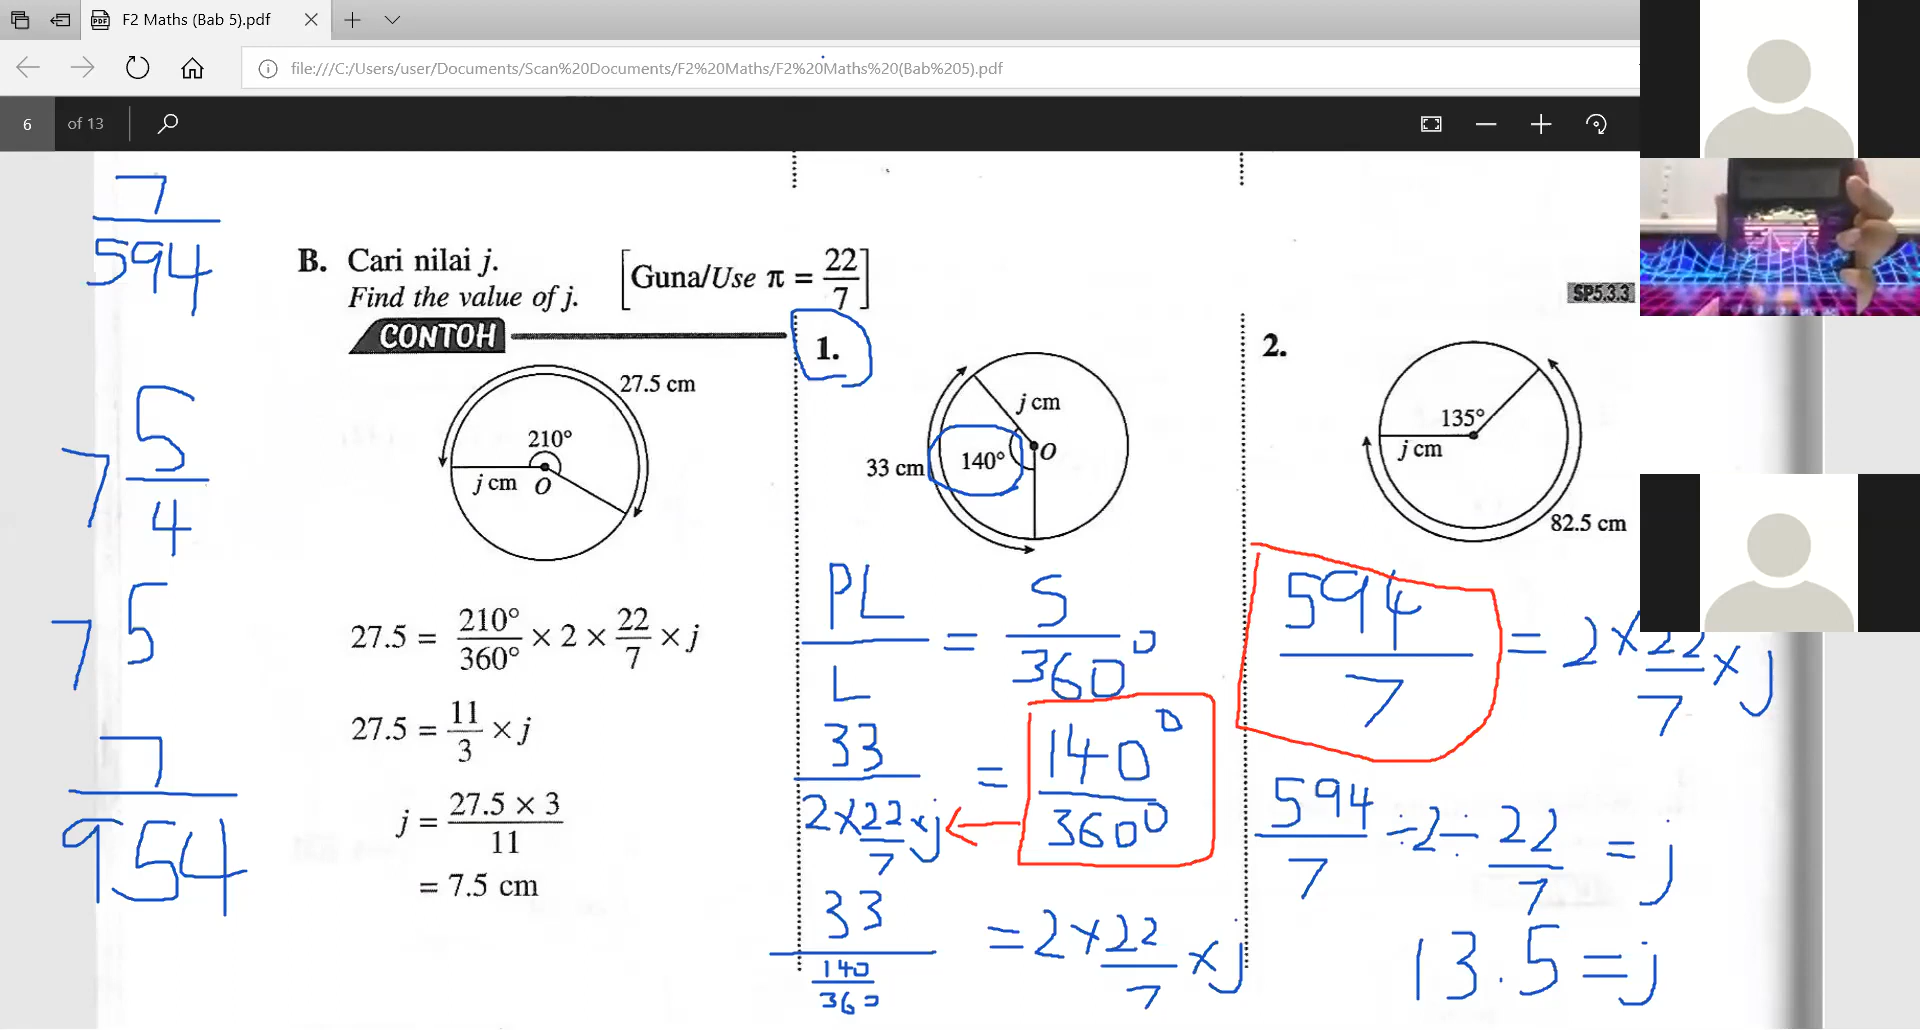 F2 Maths (Bab 5).pdf
file:///C:/Users/user/Documents/Scan%20Documents/F2%20Maths/F2%20Maths%20(Bab%205).pdf
6 of 13
7/594
7 5/4
7 5
7/954
B. Cari nilai j. [Guna/Use π = 22/7]
Find the value of j.
SP5.3.3
CONTOH
27.5 cm
210°
j cm O
27.5 = 210°/360° × 2 × 22/7 × j
27.5 = 11/3 × j
j = 27.5 × 3/11
= 7.5 cm
1.
j cm
140° O
33 cm
PL/L = S/360°
33/2 × 22/7 × j = 140°/360°
33/140/360 = 2 × 22/7 × j
2.
135°
j cm
82.5 cm
594/7 = 2 × 22/7 × j
594/7 ÷ 2 ÷ 22/7 = j
13.5 = j